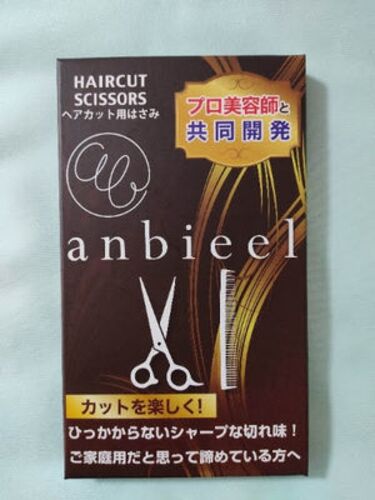 HAIRCUT
SCISSORS
ヘアカット用はさみ
プロ美容師と
共同開発
anbieel
カットを楽しく!
ひっかからないシャープな切れ味!
ご家庭用だと思って諦めている方へ